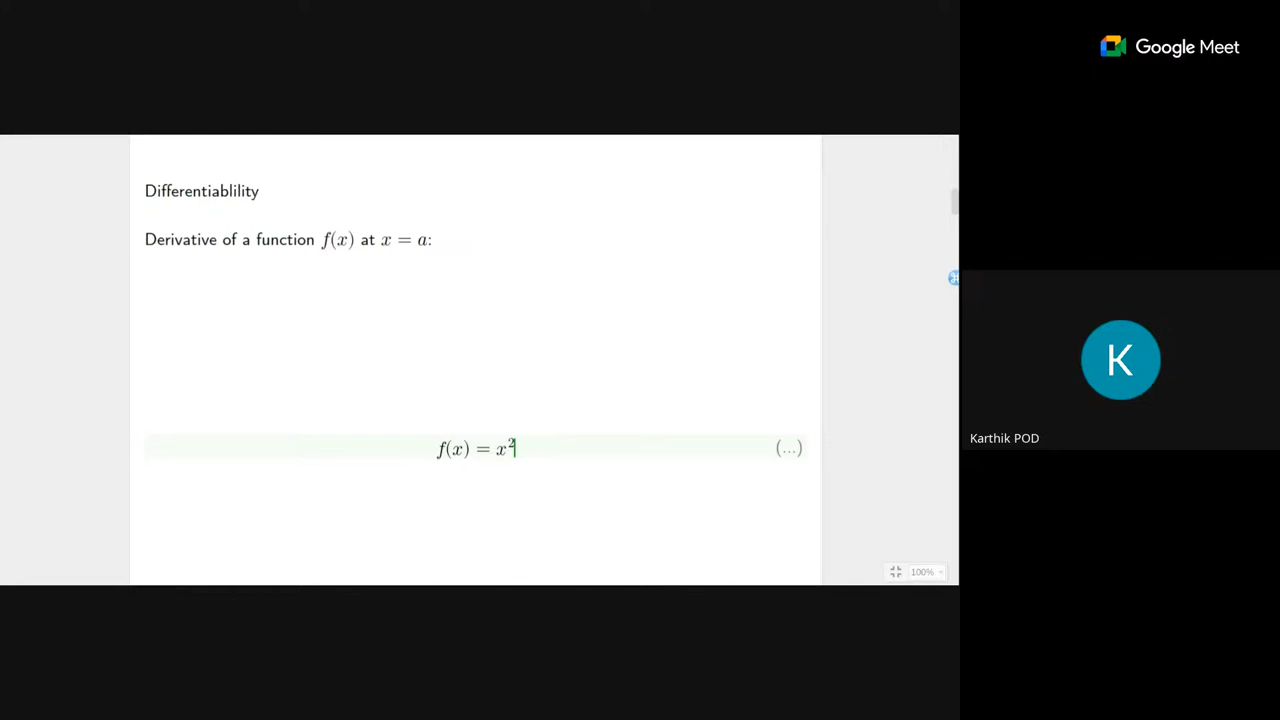 Google Meet
Differentiablility
Derivative of a function f(x) at x = a:
f(x) = x²
(...)
K
Karthik POD
100%